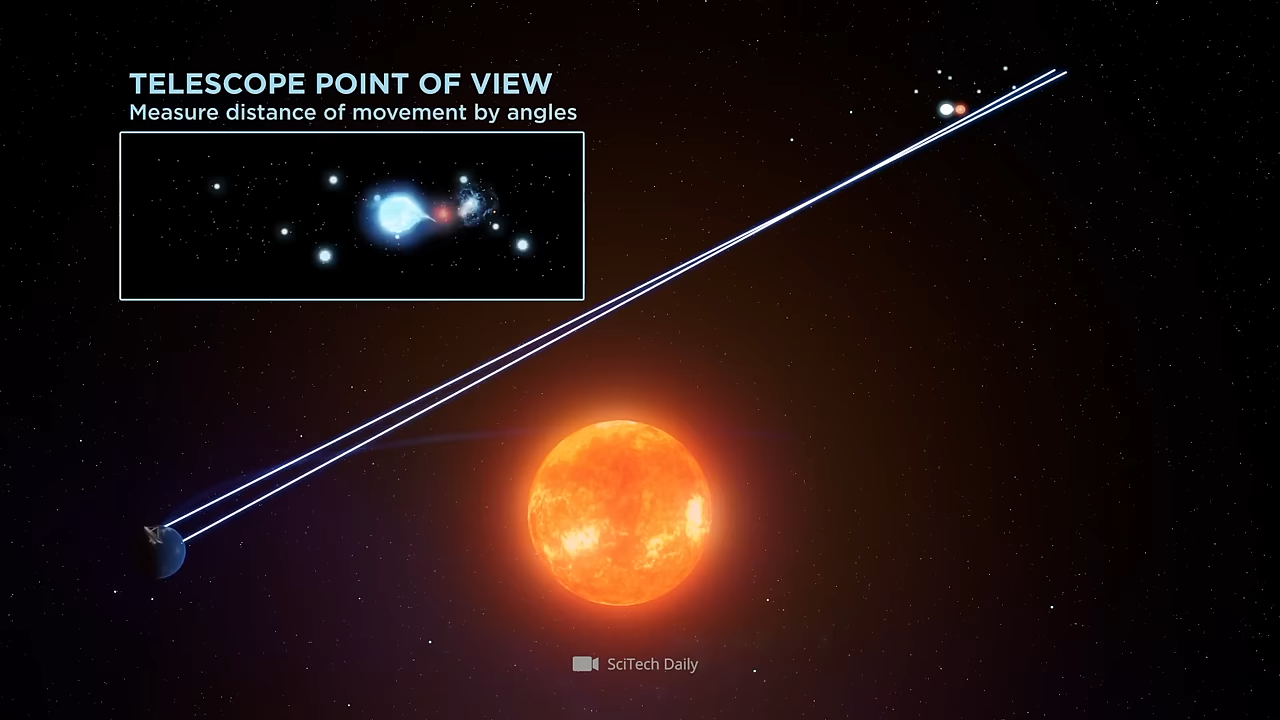 TELESCOPE POINT OF VIEW
Measure distance of movement by angles
SciTech Daily